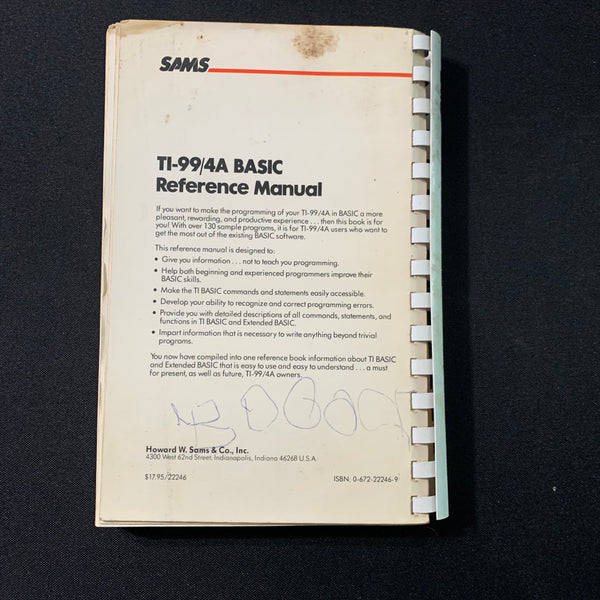 SAMS
TI-99/4A BASIC
Reference Manual
If you want to make the programming of your TI-99/4A in BASIC a more
pleasant, rewarding, and productive experience . . . then this book is for
you! With over 130 sample programs, it is for TI-99/4A users who want to
get the most out of the existing BASIC software.
This reference manual is designed to:
• Give you information . . . not to teach you programming.
• Help both beginning and experienced programmers improve their
BASIC skills.
• Make the TI BASIC commands and statements easily accessible.
• Develop your ability to recognize and correct programming errors.
• Provide you with detailed descriptions of all commands, statements, and
functions in TI BASIC and Extended BASIC.
• Impart information that is necessary to write anything beyond trivial
programs.
You now have compiled into one reference book information about TI BASIC
and Extended BASIC that is easy to use and easy to understand . . . a must
for present, as well as future, TI-99/4A owners.
Howard W. Sams & Co., Inc.
4300 West 62nd Street, Indianapolis, Indiana 46268 U.S.A.
$17.95/22246
ISBN: 0-672-22246-9